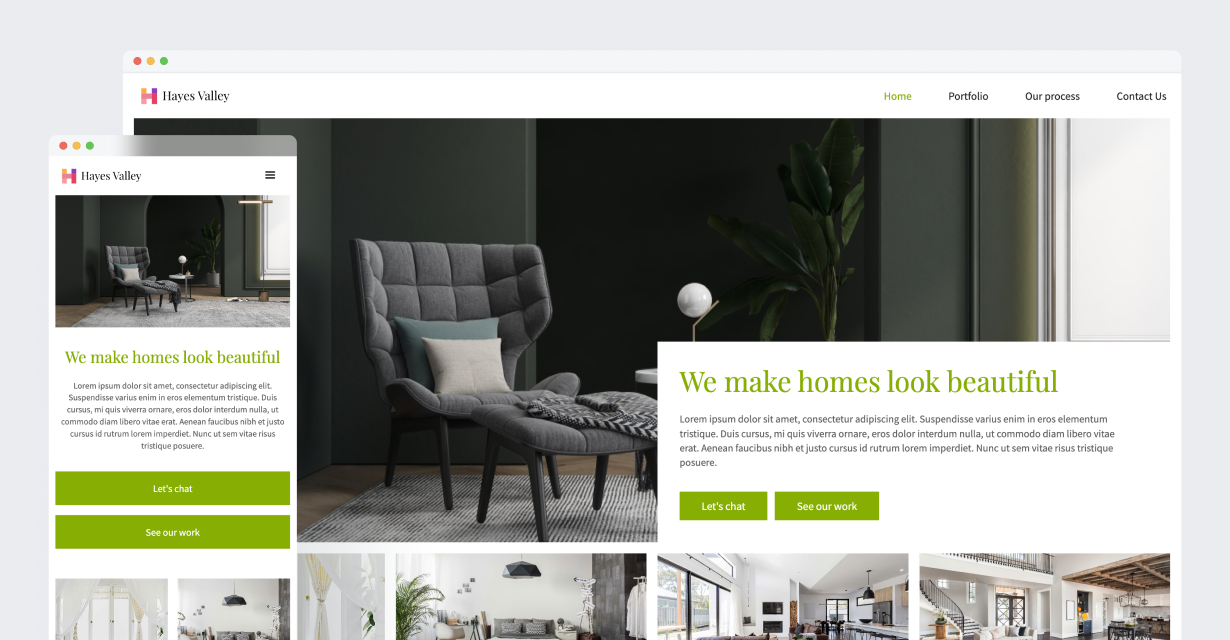 Hayes Valley
Home Portfolio Our process Contact Us
We make homes look beautiful
Lorem ipsum dolor sit amet, consectetur adipiscing elit. Suspendisse varius enim in eros elementum
tristique. Duis cursus, mi quis viverra ornare, eros dolor interdum nulla, ut commodo diam libero vitae
erat. Aenean faucibus nibh et justo cursus id rutrum lorem imperdiet. Nunc ut sem vitae risus tristique
posuere.
Let's chat
See our work
Hayes Valley
We make homes look beautiful
Lorem ipsum dolor sit amet, consectetur adipiscing elit.
Suspendisse varius enim in eros elementum tristique. Duis
cursus, mi quis viverra ornare, eros dolor interdum nulla, ut
commodo diam libero vitae erat. Aenean faucibus nibh et justo
cursus id rutrum lorem imperdiet. Nunc ut sem vitae risus
tristique posuere.
Let's chat
See our work